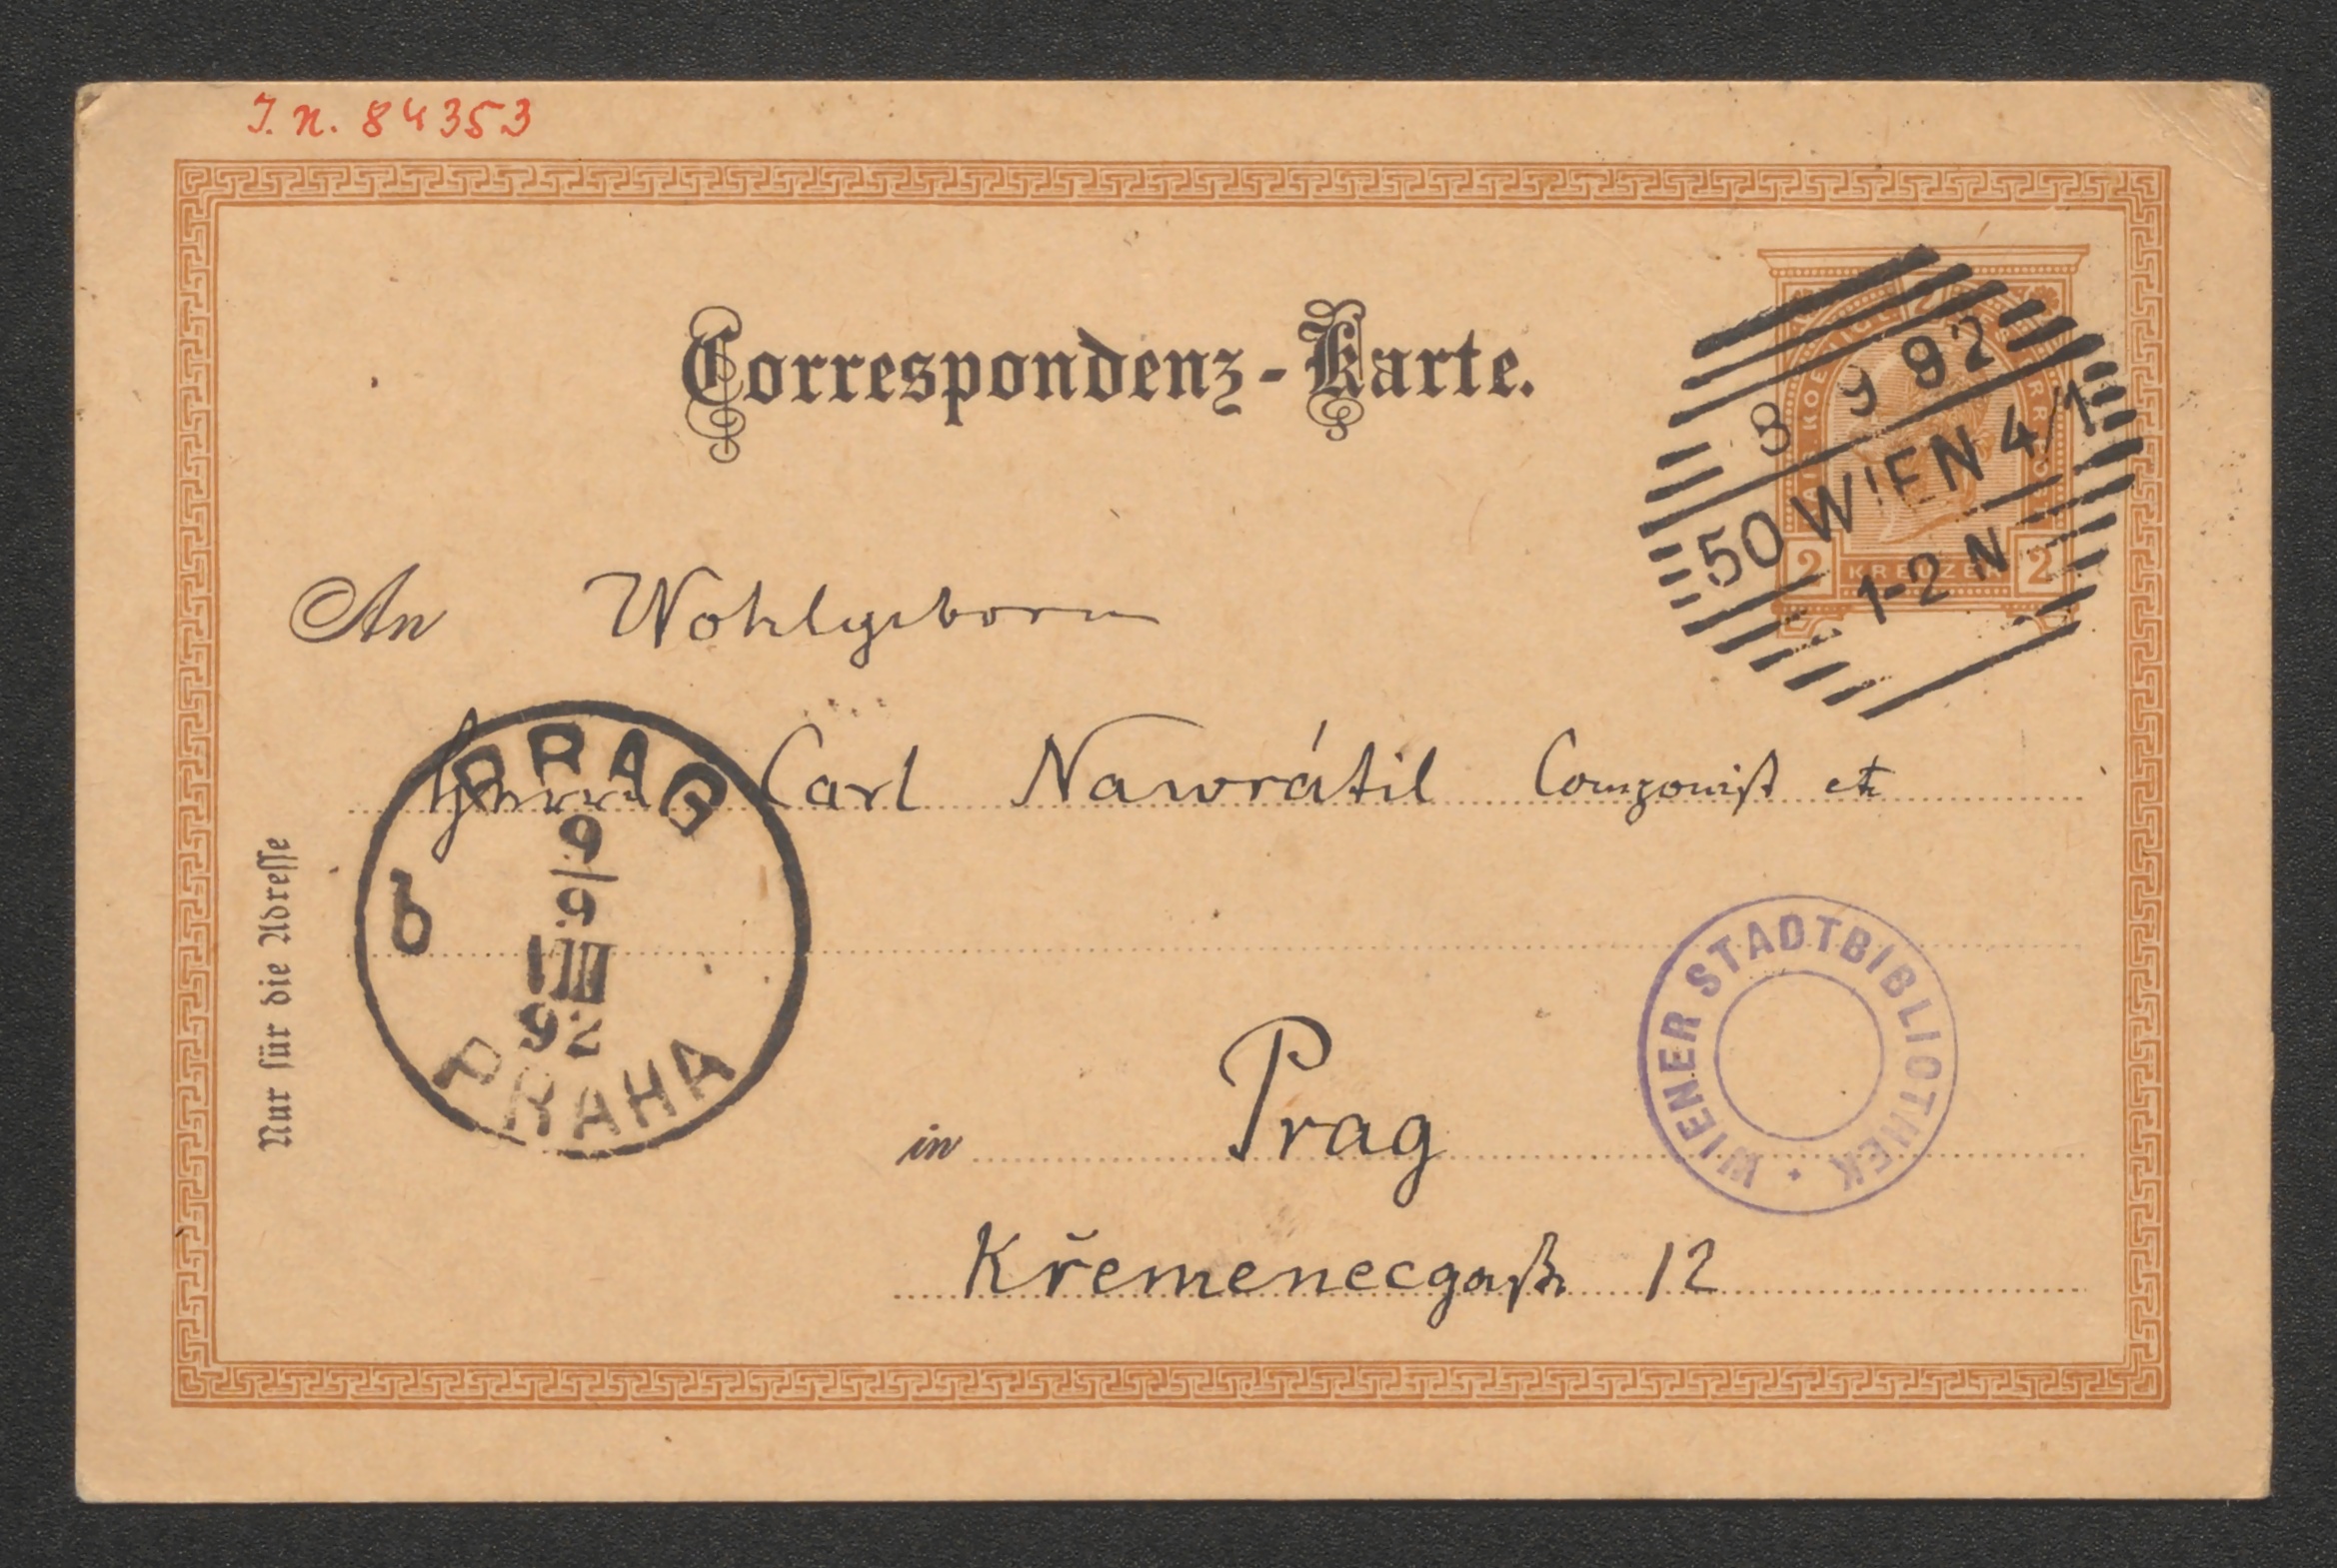 J. N. 84353
Correspondenz-Karte.
8 9 92
50 WIEN 4/1
1-2 N
2 KREUZER 2
An Wohlgeborn
Herrn Carl Nawrátil Componist etc
PRAG
9/9
92
PRAHA
Nur für die Adresse
WIENER STADTBIBLIOTHEK
in Prag
Křemenecgasse 12